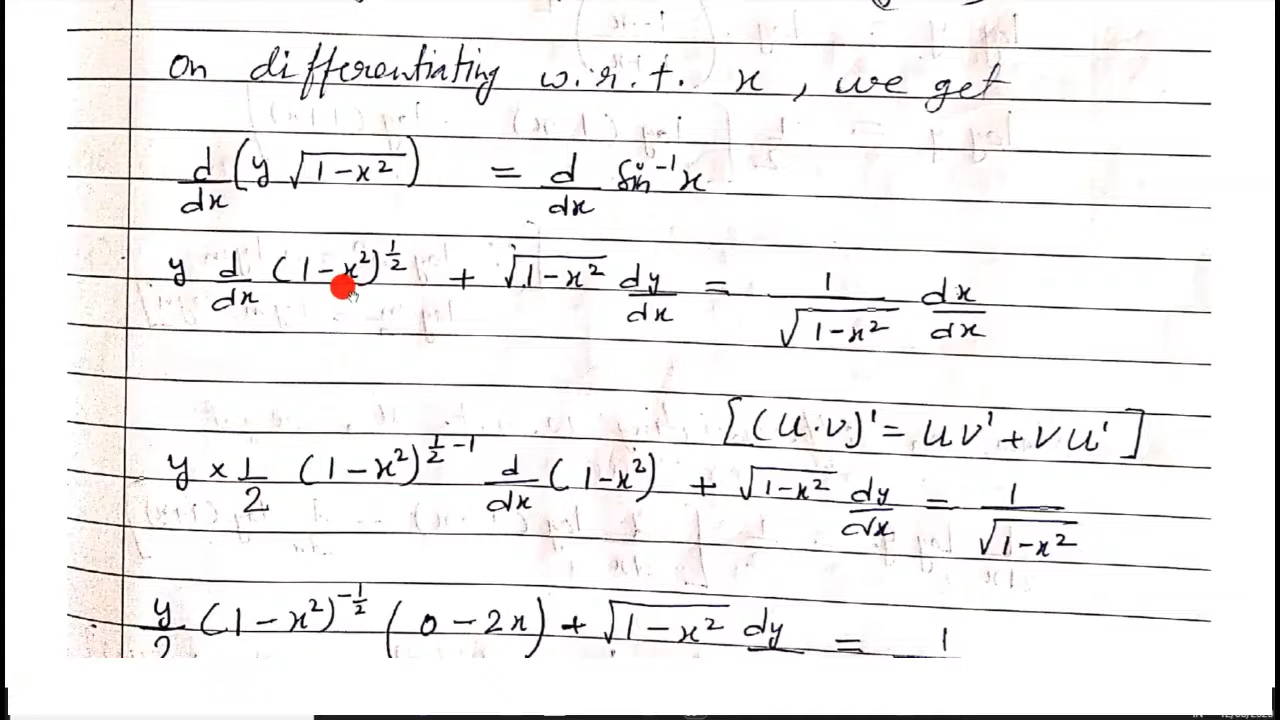 On differentiating w.r.t. x, we get
d/dx (y √(1-x²)) = d/dx sin⁻¹x
y d/dx (1-x²)^(1/2) + √(1-x²) dy/dx = 1/√(1-x²) dx/dx
[(u.v)' = uv' + vu']
y × 1/2 (1-x²)^(1/2 -1) d/dx (1-x²) + √(1-x²) dy/dx = 1/√(1-x²)
y/2 (1-x²)^(-1/2) (0-2x) + √(1-x²) dy = 1